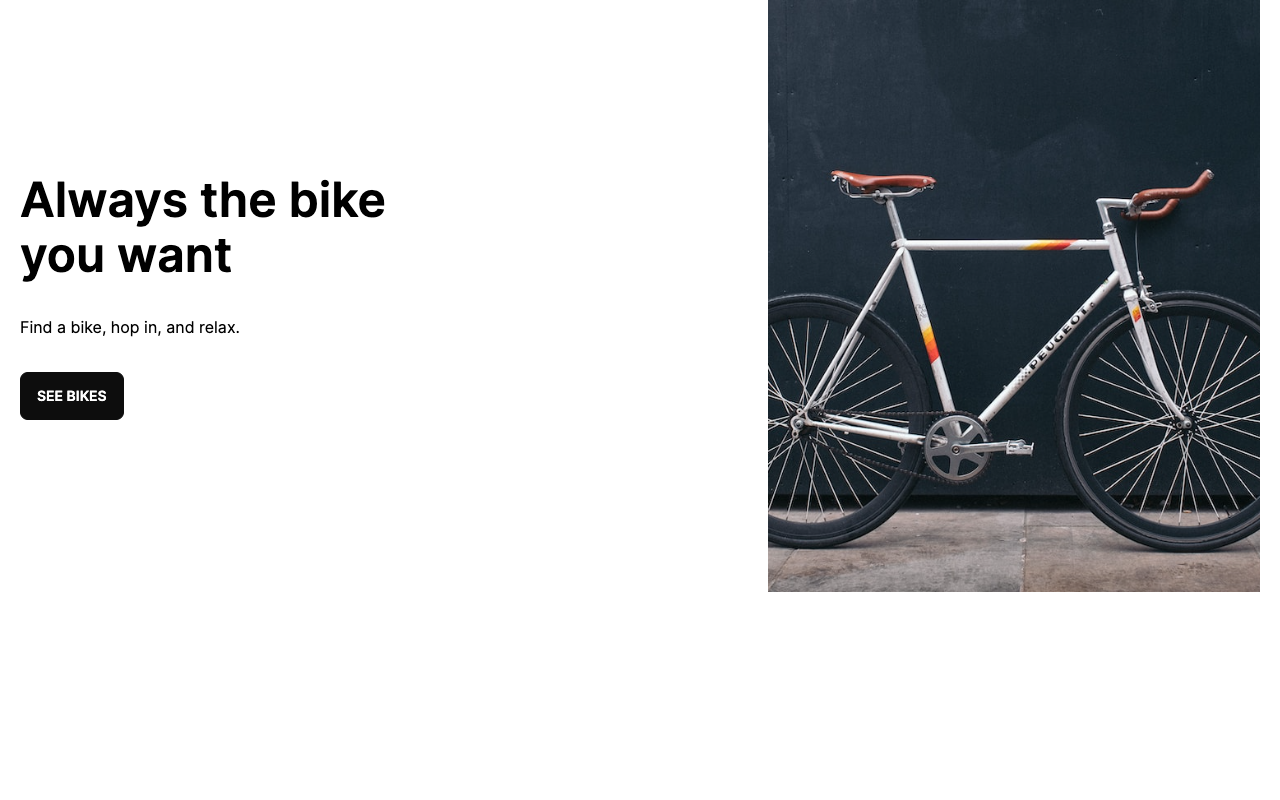 Always the bike
you want
Find a bike, hop in, and relax.
SEE BIKES
PEUGEOT